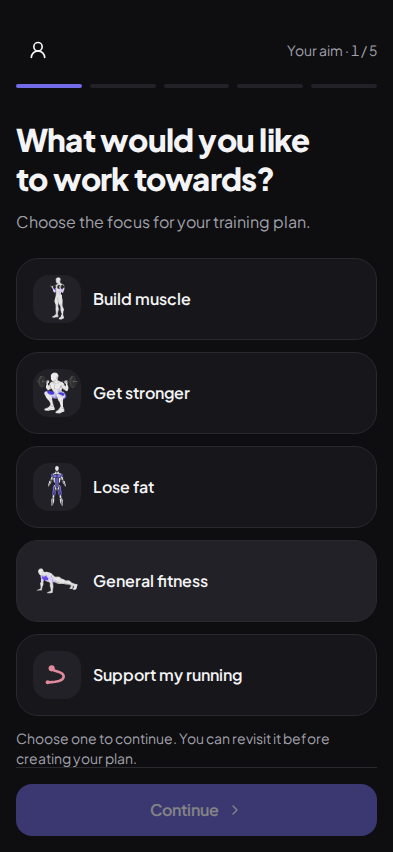 Your aim · 1 / 5
What would you like
to work towards?
Choose the focus for your training plan.
Build muscle
Get stronger
Lose fat
General fitness
Support my running
Choose one to continue. You can revisit it before
creating your plan.
Continue